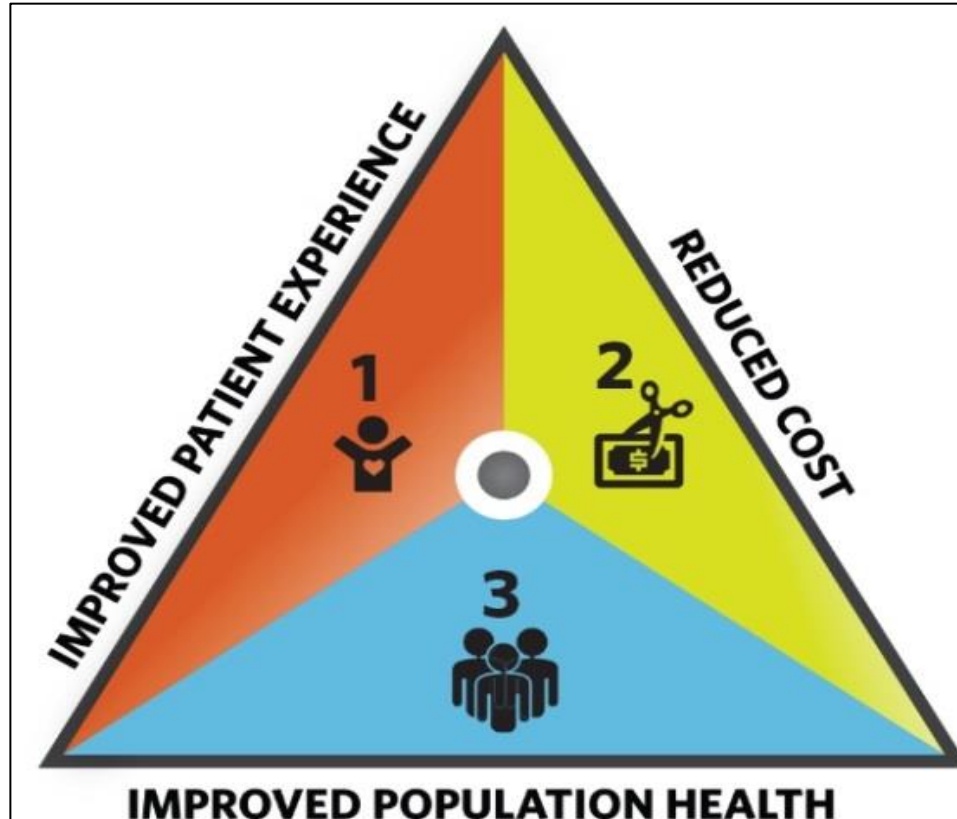 IMPROVED PATIENT EXPERIENCE
REDUCED COST
1
2
$
3
IMPROVED POPULATION HEALTH